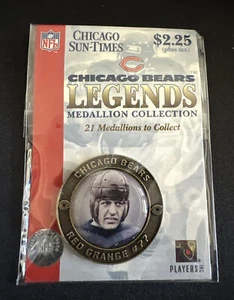 NFL
CHICAGO
SUN-TIMES
$2.25
(plus tax)
CHICAGO BEARS
LEGENDS
MEDALLION COLLECTION
21 Medallions to Collect
CHICAGO BEARS
RED GRANGE #77
PLAYERS INC